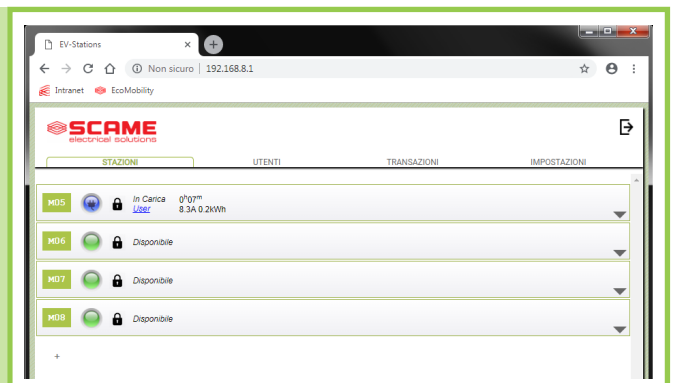 EV-Stations
Non sicuro | 192.168.8.1
Intranet EcoMobility
SCAME
electrical solutions
STAZIONI UTENTI TRANSAZIONI IMPOSTAZIONI
M05 In Carica 0h07m
User 8.3A 0.2kWh
M06 Disponibile
M07 Disponibile
M08 Disponibile
+